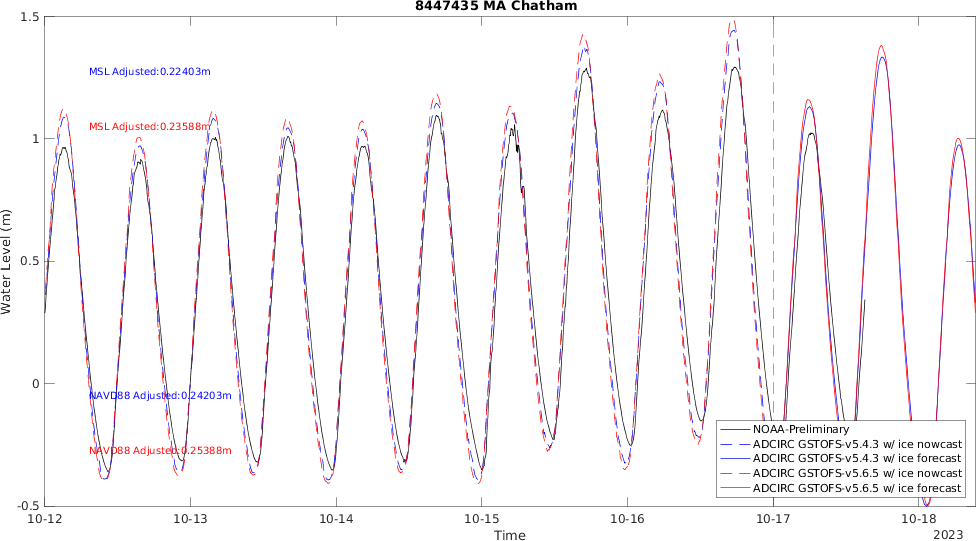 8447435 MA Chatham
1.5
MSL Adjusted:0.22403m
MSL Adjusted:0.23588m
1
Water Level (m)
0.5
0
NAVD88 Adjusted:0.24203m
NAVD88 Adjusted:0.25388m
NOAA-Preliminary
ADCIRC GSTOFS-v5.4.3 w/ ice nowcast
ADCIRC GSTOFS-v5.4.3 w/ ice forecast
ADCIRC GSTOFS-v5.6.5 w/ ice nowcast
ADCIRC GSTOFS-v5.6.5 w/ ice forecast
-0.5
10-12 10-13 10-14 10-15 10-16 10-17 10-18
Time
2023